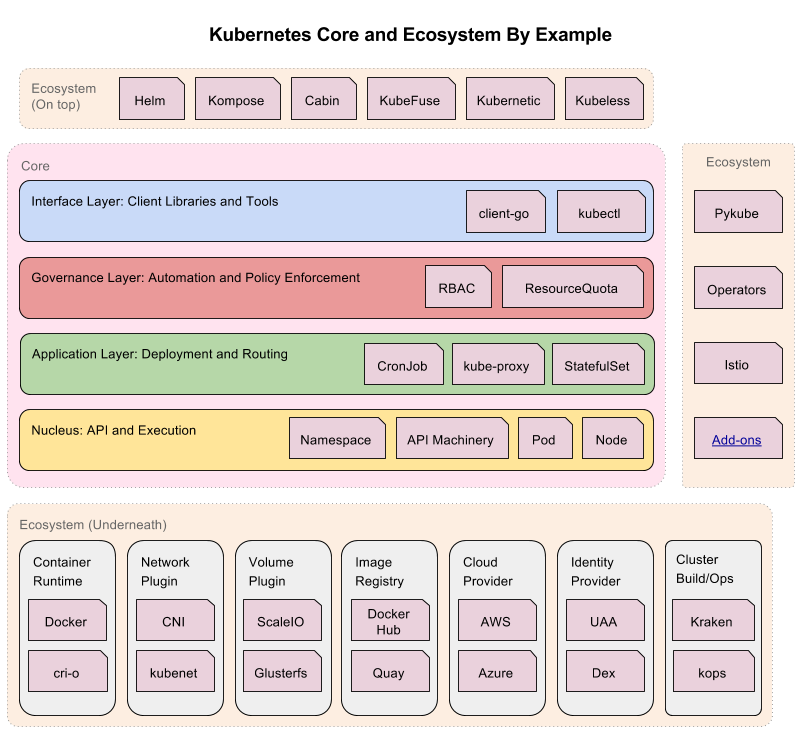 Kubernetes Core and Ecosystem By Example
Ecosystem
(On top)
Helm
Kompose
Cabin
KubeFuse
Kubernetic
Kubeless
Core
Interface Layer: Client Libraries and Tools
client-go
kubectl
Governance Layer: Automation and Policy Enforcement
RBAC
ResourceQuota
Application Layer: Deployment and Routing
CronJob
kube-proxy
StatefulSet
Nucleus: API and Execution
Namespace
API Machinery
Pod
Node
Ecosystem
Pykube
Operators
Istio
Add-ons
Ecosystem (Underneath)
Container
Runtime
Docker
cri-o
Network
Plugin
CNI
kubenet
Volume
Plugin
ScaleIO
Glusterfs
Image
Registry
Docker
Hub
Quay
Cloud
Provider
AWS
Azure
Identity
Provider
UAA
Dex
Cluster
Build/Ops
Kraken
kops